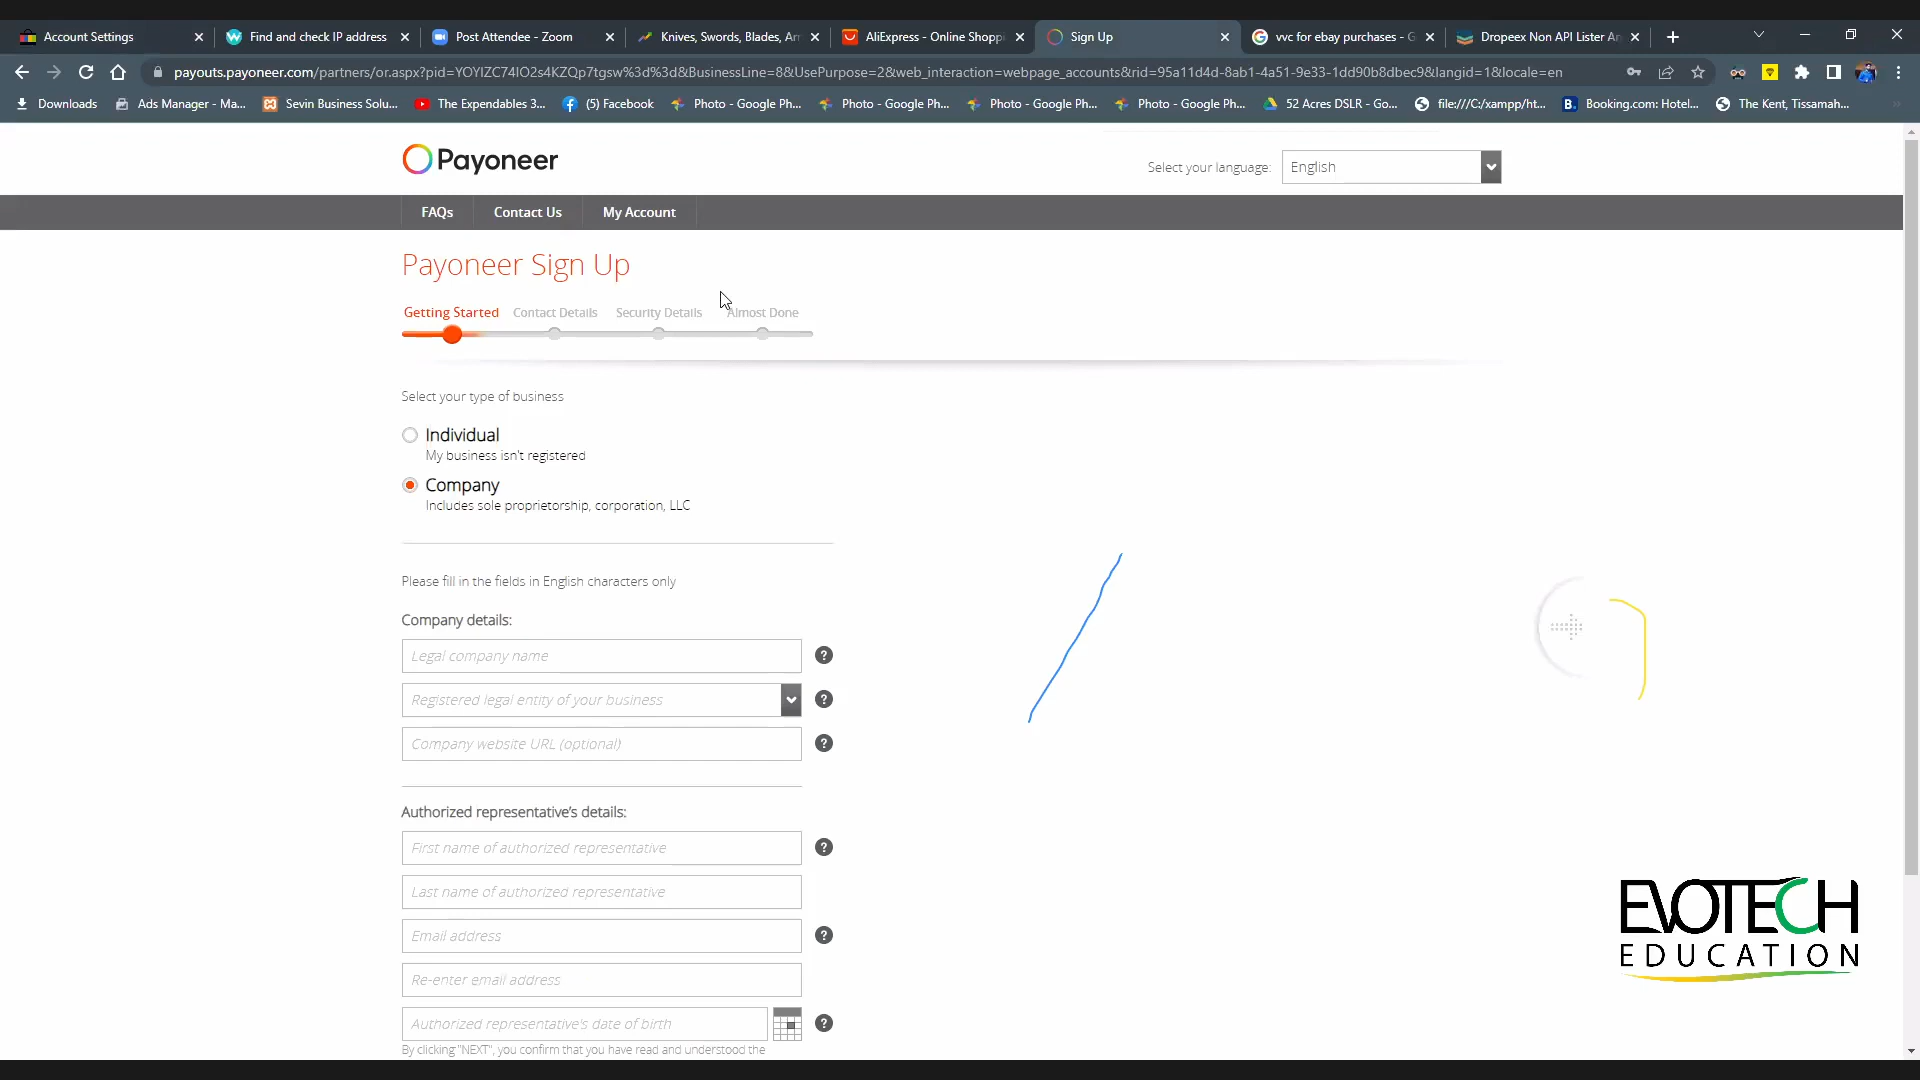 Account Settings
Find and check IP address
Post Attendee - Zoom
Knives, Swords, Blades, Ar
AliExpress - Online Shoppi
Sign Up
vvc for ebay purchases - G
Dropeex Non API Lister An
payouts.payoneer.com/partners/or.aspx?pid=YOYIZC74IO2s4KZQp7tgsw%3d%3d&BusinessLine=8&UsePurpose=2&web_interaction=webpage_accounts&rid=95a11d4d-8ab1-4a51-9e33-1dd90b8dbec9&langid=1&locale=en
Downloads
Ads Manager - Ma...
Sevin Business Solu...
The Expendables 3...
(5) Facebook
Photo - Google Ph...
Photo - Google Ph...
Photo - Google Ph...
Photo - Google Ph...
52 Acres DSLR - Go...
file:///C:/xampp/ht...
Booking.com: Hotel...
The Kent, Tissamah...
Payoneer
Select your language:
English
FAQs
Contact Us
My Account
Payoneer Sign Up
Getting Started
Contact Details
Security Details
Almost Done
Select your type of business
Individual
My business isn't registered
Company
Includes sole proprietorship, corporation, LLC
Please fill in the fields in English characters only
Company details:
Legal company name
Registered legal entity of your business
Company website URL (optional)
Authorized representative's details:
First name of authorized representative
Last name of authorized representative
Email address
Re-enter email address
Authorized representative's date of birth
By clicking "NEXT", you confirm that you have read and understood the
EVOTECH
EDUCATION